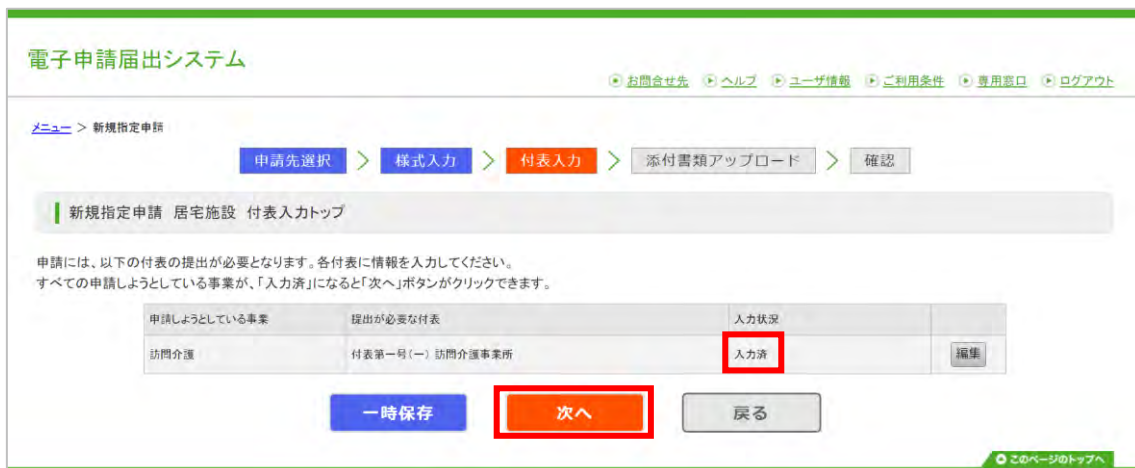 電子申請届出システム
お問合せ先 ヘルプ ユーザ情報 ご利用条件 専用窓口 ログアウト
メニュー > 新規指定申請
申請先選択 > 様式入力 > 付表入力 > 添付書類アップロード > 確認
新規指定申請 居宅施設 付表入力トップ
申請には、以下の付表の提出が必要となります。各付表に情報を入力してください。
すべての申請しようとしている事業が、「入力済」になると「次へ」ボタンがクリックできます。
申請しようとしている事業 提出が必要な付表 入力状況
訪問介護 付表第一号(一) 訪問介護事業所 入力済 編集
一時保存 次へ 戻る
このページのトップへ